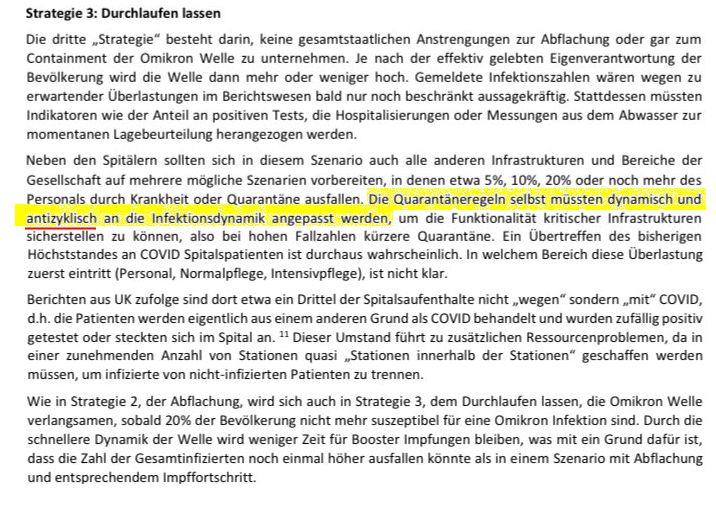 Strategie 3: Durchlaufen lassen
Die dritte „Strategie“ besteht darin, keine gesamtstaatlichen Anstrengungen zur Abflachung oder gar zum
Containment der Omikron Welle zu unternehmen. Je nach der effektiv gelebten Eigenverantwortung der
Bevölkerung wird die Welle dann mehr oder weniger hoch. Gemeldete Infektionszahlen wären wegen zu
erwartender Überlastungen im Berichtswesen bald nur noch beschränkt aussagekräftig. Stattdessen müssten
Indikatoren wie der Anteil an positiven Tests, die Hospitalisierungen oder Messungen aus dem Abwasser zur
momentanen Lagebeurteilung herangezogen werden.
Neben den Spitälern sollten sich in diesem Szenario auch alle anderen Infrastrukturen und Bereiche der
Gesellschaft auf mehrere mögliche Szenarien vorbereiten, in denen etwa 5%, 10%, 20% oder noch mehr des
Personals durch Krankheit oder Quarantäne ausfallen. Die Quarantäneregeln selbst müssten dynamisch und
antizyklisch an die Infektionsdynamik angepasst werden, um die Funktionalität kritischer Infrastrukturen
sicherstellen zu können, also bei hohen Fallzahlen kürzere Quarantäne. Ein Übertreffen des bisherigen
Höchststandes an COVID Spitalspatienten ist durchaus wahrscheinlich. In welchem Bereich diese Überlastung
zuerst eintritt (Personal, Normalpflege, Intensivpflege), ist nicht klar.
Berichten aus UK zufolge sind dort etwa ein Drittel der Spitalsaufenthalte nicht „wegen“ sondern „mit“ COVID,
d.h. die Patienten werden eigentlich aus einem anderen Grund als COVID behandelt und wurden zufällig positiv
getestet oder steckten sich im Spital an. 11 Dieser Umstand führt zu zusätzlichen Ressourcenproblemen, da in
einer zunehmenden Anzahl von Stationen quasi „Stationen innerhalb der Stationen“ geschaffen werden
müssen, um infizierte von nicht-infizierten Patienten zu trennen.
Wie in Strategie 2, der Abflachung, wird sich auch in Strategie 3, dem Durchlaufen lassen, die Omikron Welle
verlangsamen, sobald 20% der Bevölkerung nicht mehr suszeptibel für eine Omikron Infektion sind. Durch die
schnellere Dynamik der Welle wird weniger Zeit für Booster Impfungen bleiben, was mit ein Grund dafür ist,
dass die Zahl der Gesamtinfizierten noch einmal höher ausfallen könnte als in einem Szenario mit Abflachung
und entsprechendem Impffortschritt.